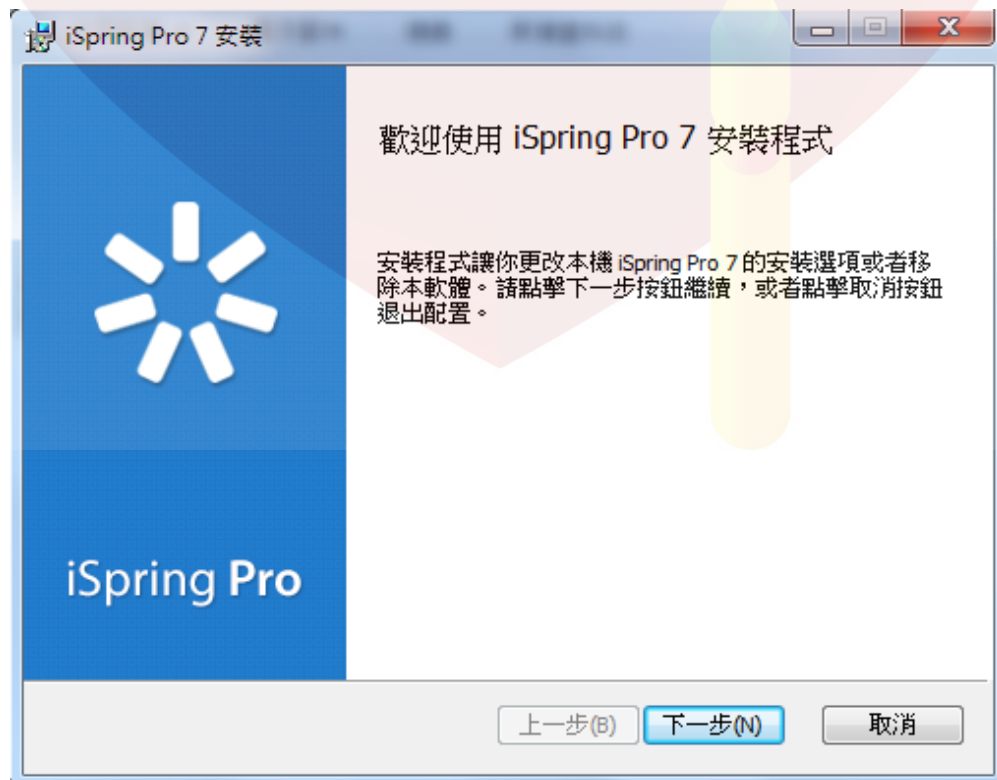 iSpring Pro 7 安裝
歡迎使用 iSpring Pro 7 安裝程式
安裝程式讓你更改本機 iSpring Pro 7 的安裝選項或者移
除本軟體。請點擊下一步按鈕繼續，或者點擊取消按鈕
退出配置。
iSpring Pro
上一步(B) 下一步(N) 取消